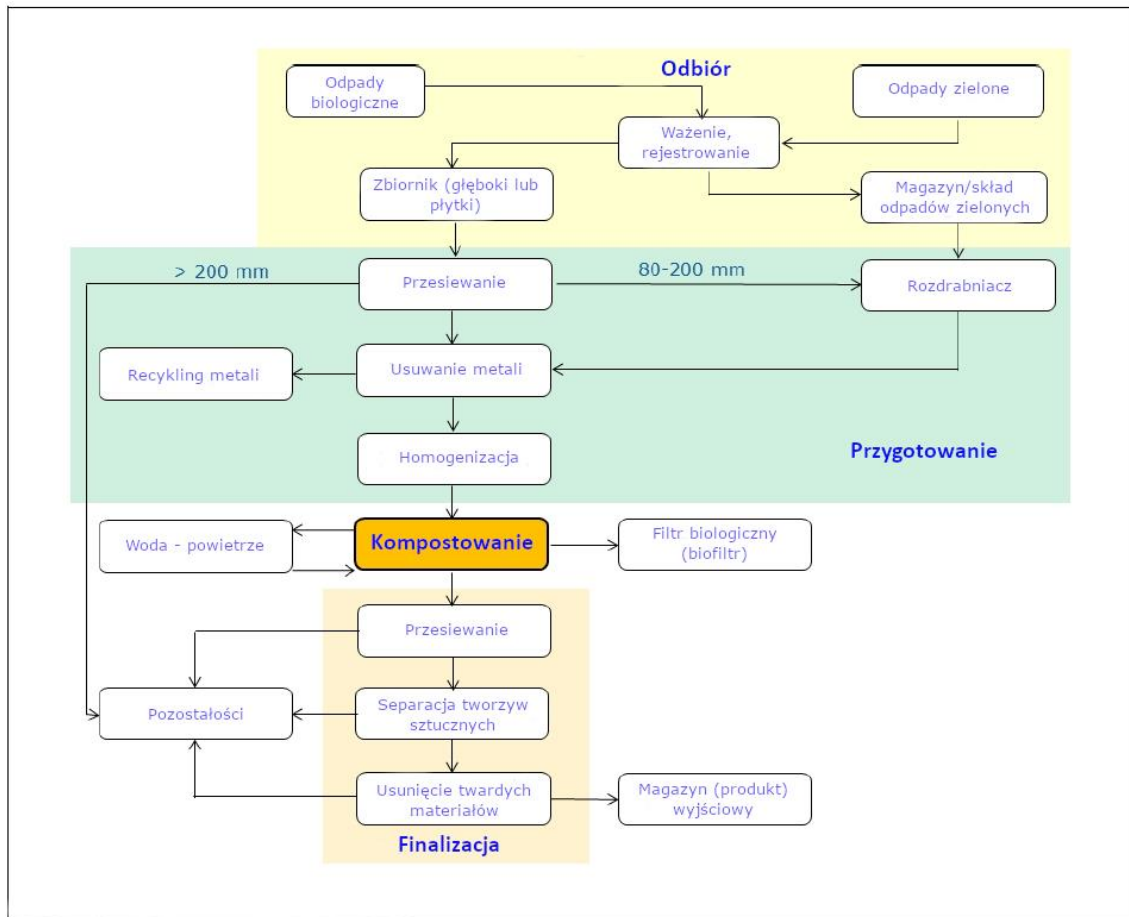 Odbiór
Odpady
biologiczne
Odpady zielone
Ważenie,
rejestrowanie
Zbiornik (głęboki lub
płytki)
Magazyn/skład
odpadów zielonych
> 200 mm
Przesiewanie
80-200 mm
Rozdrabniacz
Recykling metali
Usuwanie metali
Homogenizacja
Przygotowanie
Woda - powietrze
Kompostowanie
Filtr biologiczny
(biofiltr)
Przesiewanie
Pozostałości
Separacja tworzyw
sztucznych
Usunięcie twardych
materiałów
Magazyn (produkt)
wyjściowy
Finalizacja